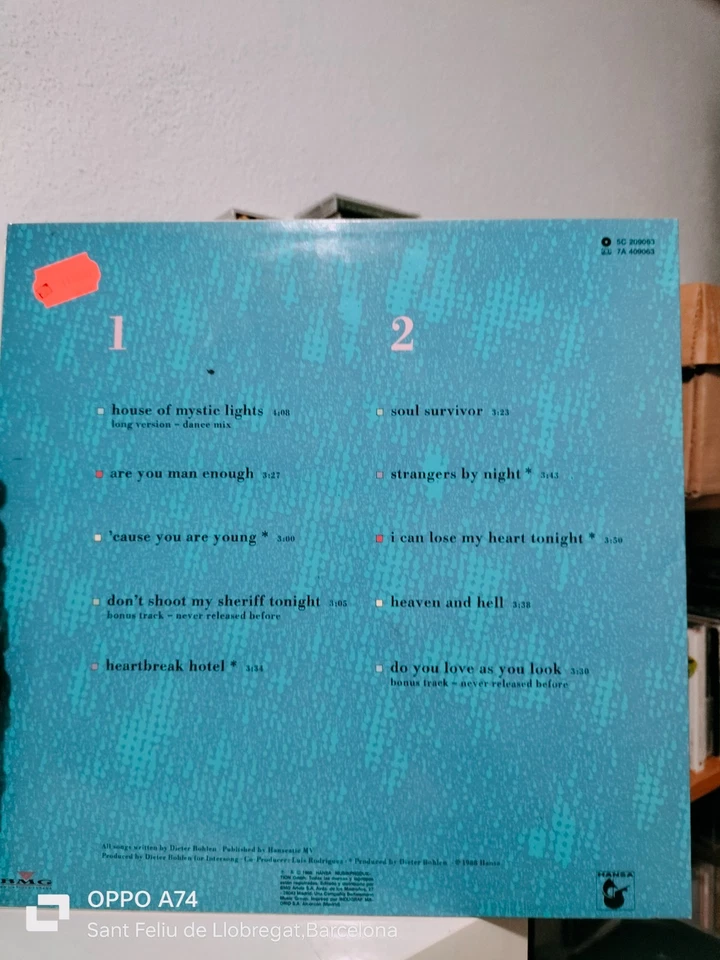 5C 209063
7A 409063
1
2
house of mystic lights 4:08
long version – dance mix
are you man enough 3:27
'cause you are young * 3:00
don't shoot my sheriff tonight 3:05
bonus track – never released before
heartbreak hotel * 3:34
soul survivor 3:23
strangers by night * 3:43
i can lose my heart tonight * 3:50
heaven and hell 3:38
do you love as you look 3:30
bonus track – never released before
All songs written by Dieter Bohlen · Published by Hanseatic MV
Produced by Dieter Bohlen for Intersong · Co-Producer: Luis Rodriguez · * Produced by Dieter Bohlen · ℗ 1988 Hansa
BMG
HANSA
OPPO A74
Sant Feliu de Llobregat,Barcelona